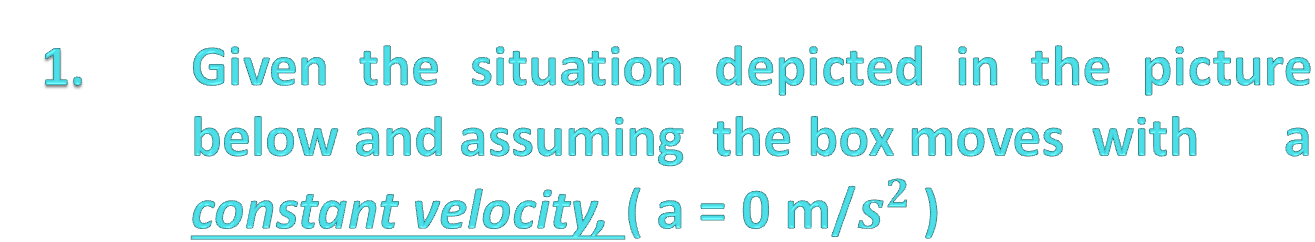 1. Given the situation depicted in the picture
below and assuming the box moves with a
constant velocity, ( a = 0 m/s² )